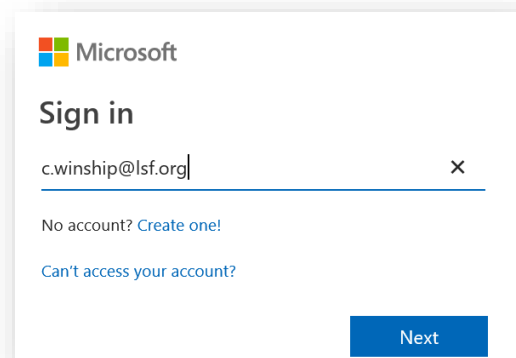 Microsoft
Sign in
c.winship@lsf.org
No account? Create one!
Can't access your account?
Next